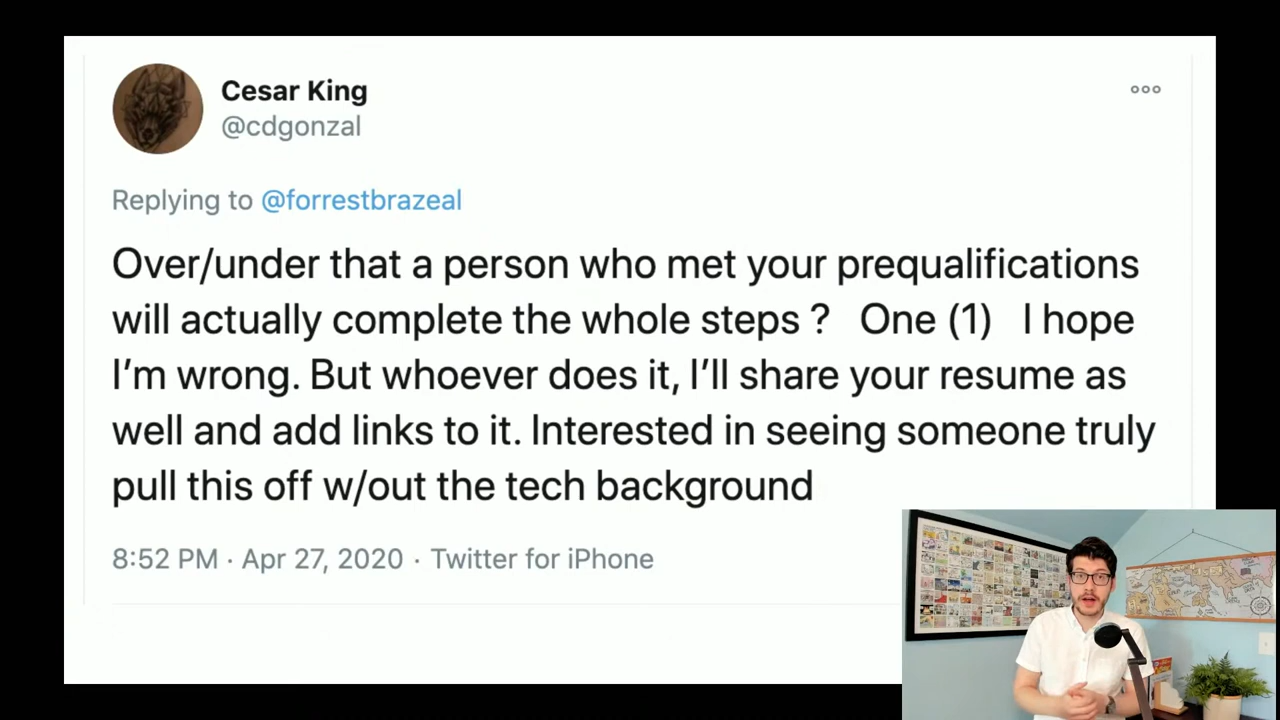 Cesar King
@cdgonzal
Replying to @forrestbrazeal
Over/under that a person who met your prequalifications
will actually complete the whole steps ? One (1) I hope
I’m wrong. But whoever does it, I’ll share your resume as
well and add links to it. Interested in seeing someone truly
pull this off w/out the tech background
8:52 PM · Apr 27, 2020 · Twitter for iPhone